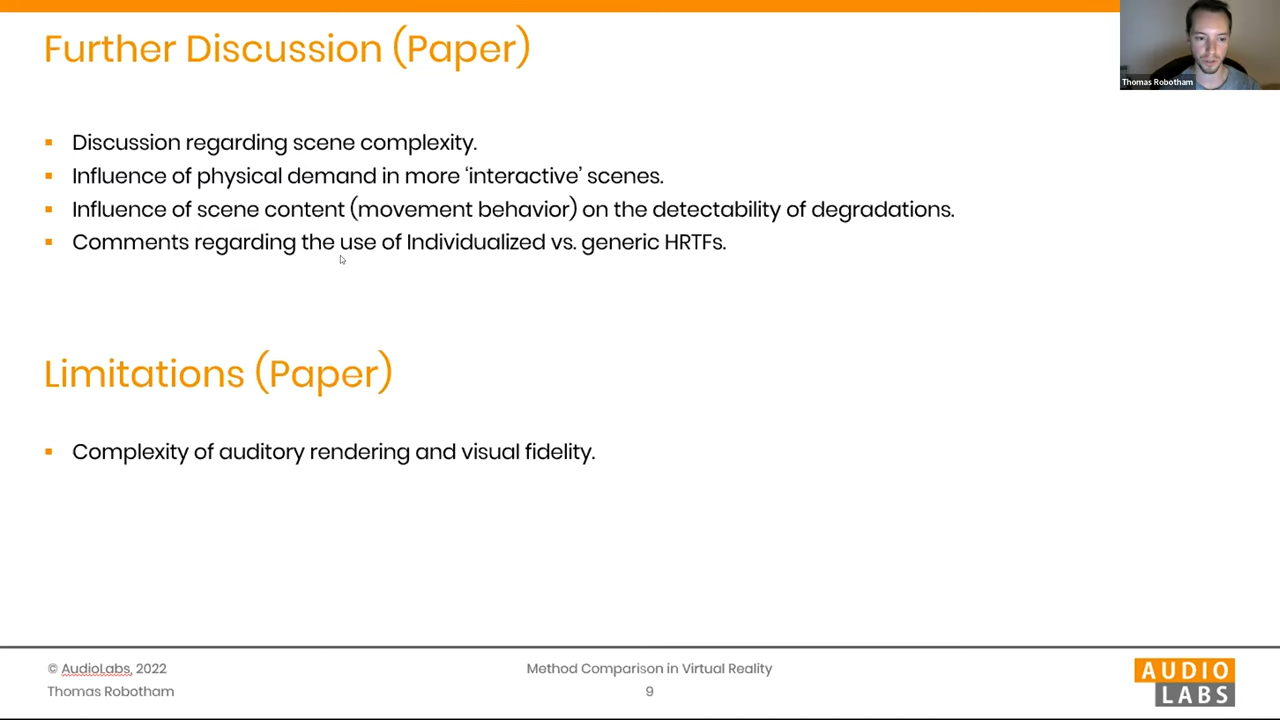 Further Discussion (Paper)
Thomas Robotham
Discussion regarding scene complexity.
Influence of physical demand in more ‘interactive’ scenes.
Influence of scene content (movement behavior) on the detectability of degradations.
Comments regarding the use of Individualized vs. generic HRTFs.
Limitations (Paper)
Complexity of auditory rendering and visual fidelity.
© AudioLabs, 2022
Thomas Robotham
Method Comparison in Virtual Reality
9
AUDIO
LABS